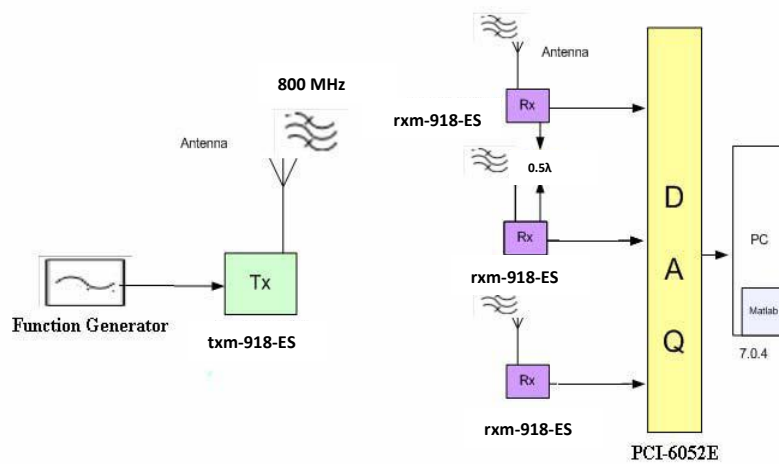 800 MHz
Antenna
Tx
Function Generator
txm-918-ES
Antenna
Rx
rxm-918-ES
0.5λ
Rx
rxm-918-ES
Rx
rxm-918-ES
D
A
Q
PCI-6052E
PC
Matlab
7.0.4